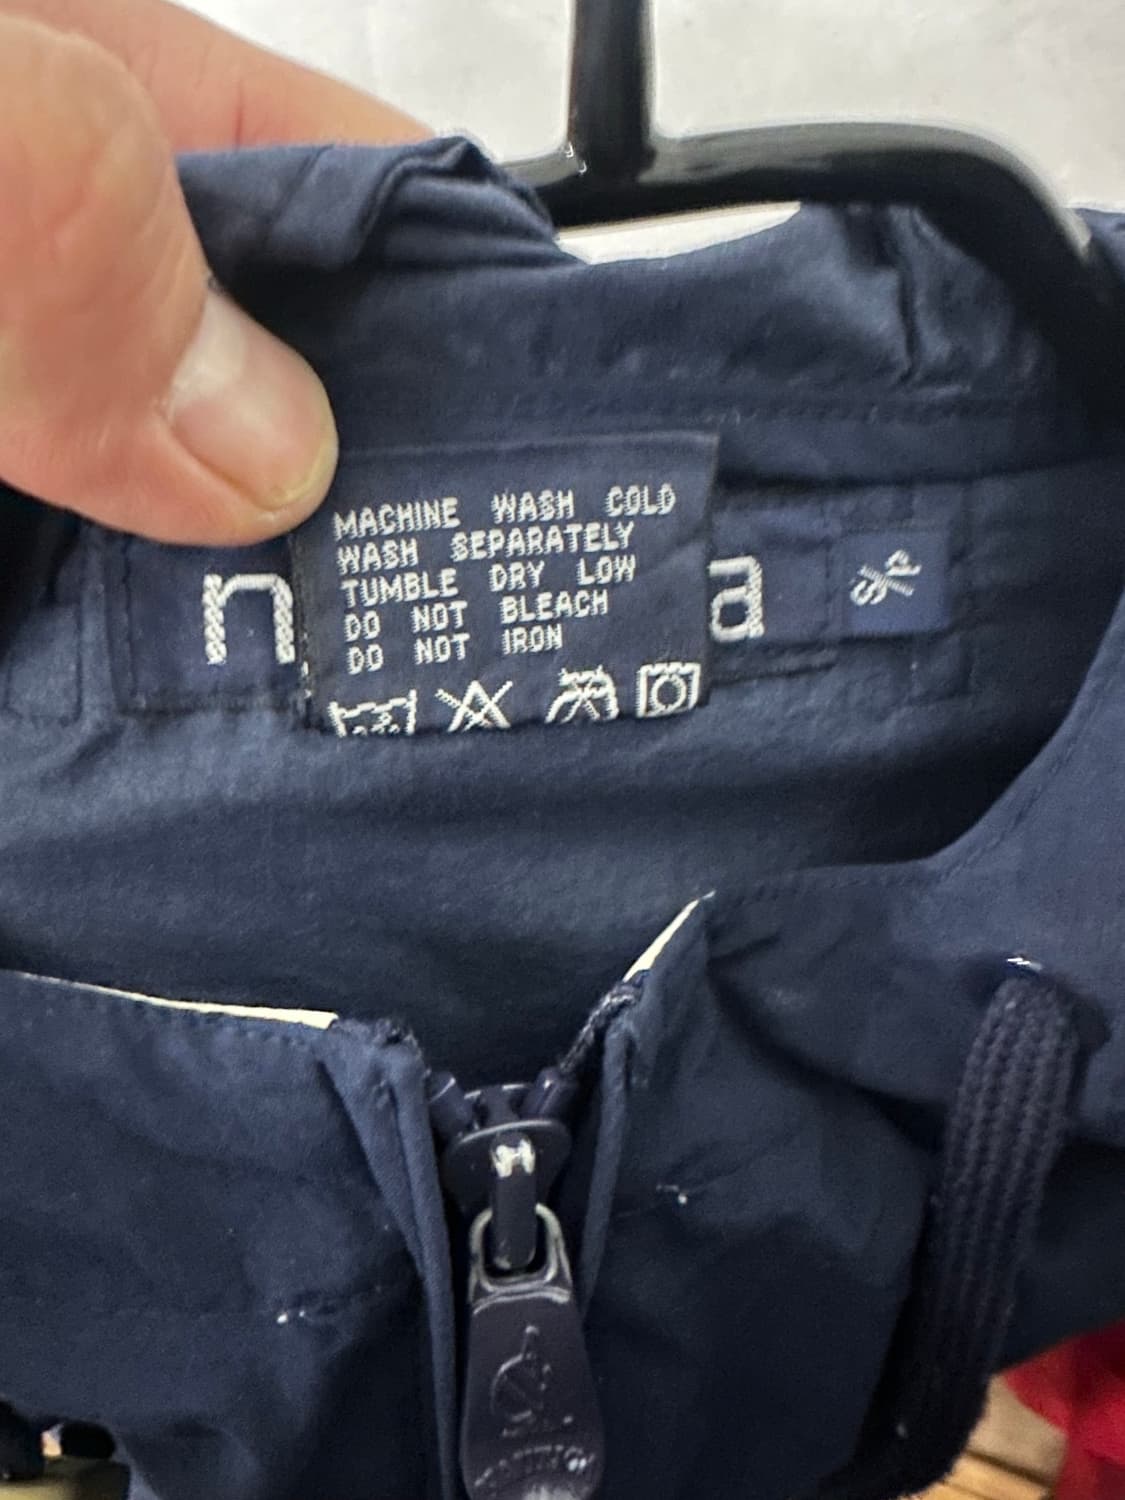 MACHINE WASH COLD
WASH SEPARATELY
TUMBLE DRY LOW
DO NOT BLEACH
DO NOT IRON
n
a
S/P